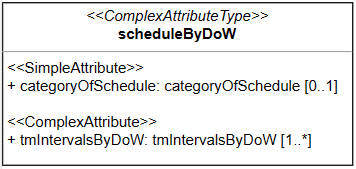 <<ComplexAttributeType>>
scheduleByDoW
<<SimpleAttribute>>
+ categoryOfSchedule: categoryOfSchedule [0..1]
<<ComplexAttribute>>
+ tmIntervalsByDoW: tmIntervalsByDoW [1..*]